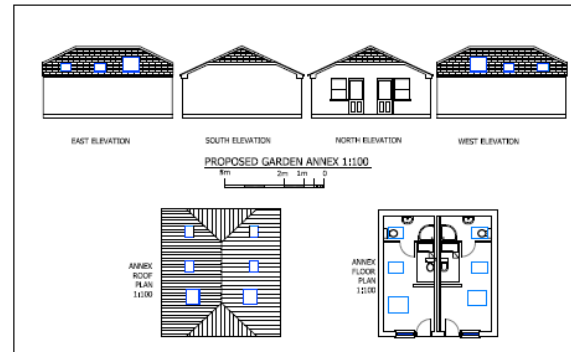 EAST ELEVATION
SOUTH ELEVATION
NORTH ELEVATION
WEST ELEVATION
PROPOSED GARDEN ANNEX 1:100
2m 1m 0
ANNEX
ROOF
PLAN
1:100
ANNEX
FLOOR
PLAN
1:100